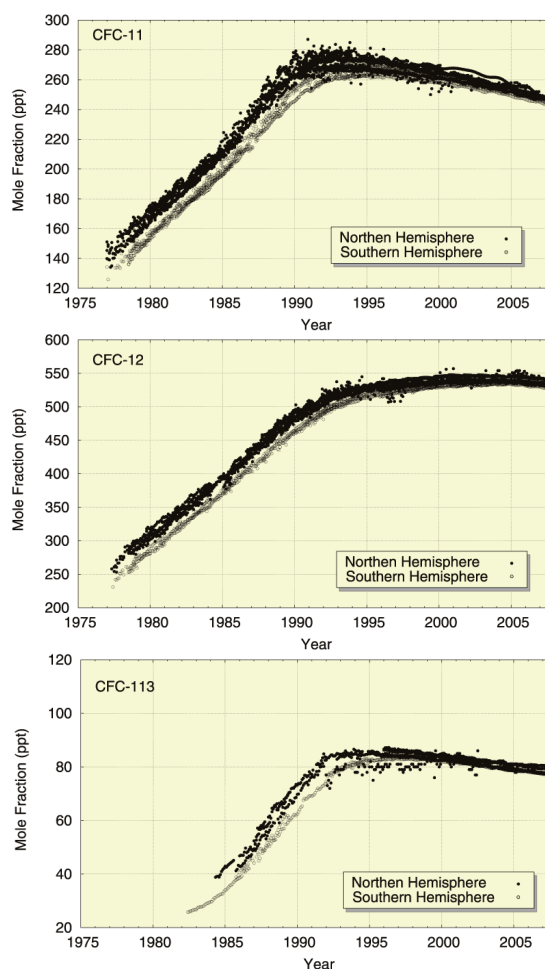 CFC-11
300
280
260
240
220
200
180
160
140
120
Mole Fraction (ppt)
Northen Hemisphere
Southern Hemisphere
1975 1980 1985 1990 1995 2000 2005
Year
CFC-12
600
550
500
450
400
350
300
250
200
Mole Fraction (ppt)
Northen Hemisphere
Southern Hemisphere
1975 1980 1985 1990 1995 2000 2005
Year
CFC-113
120
100
80
60
40
20
Mole Fraction (ppt)
Northen Hemisphere
Southern Hemisphere
1975 1980 1985 1990 1995 2000 2005
Year